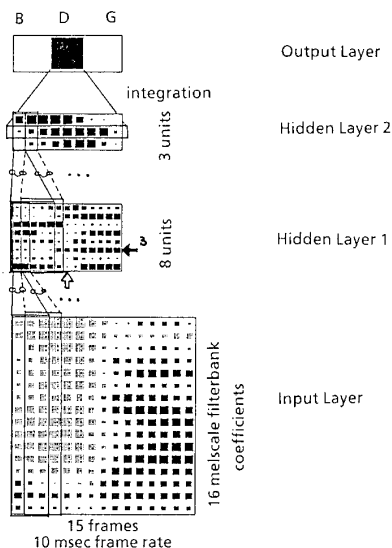 B D G
Output Layer
integration
3 units
Hidden Layer 2
...
8 units
3
Hidden Layer 1
...
16 melscale filterbank
coefficients
Input Layer
15 frames
10 msec frame rate